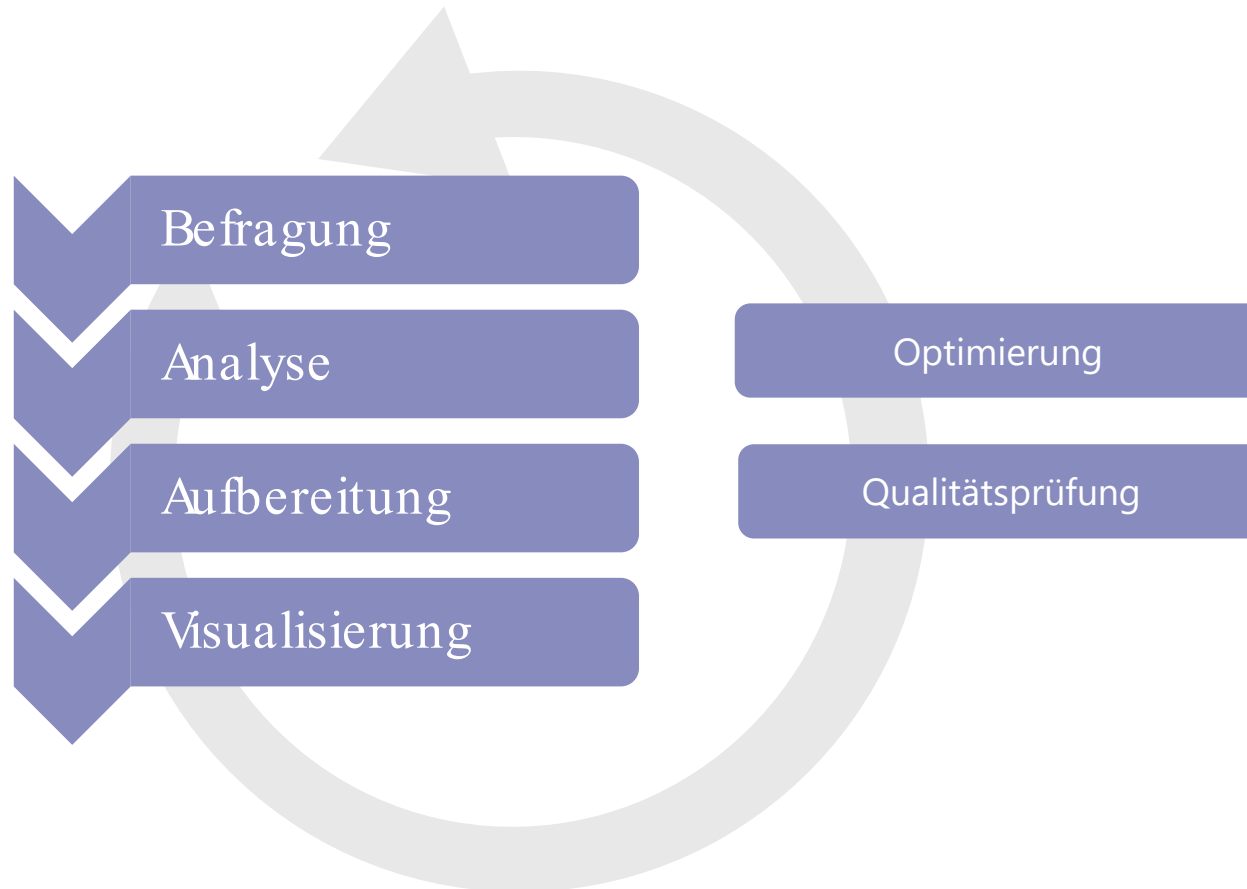 Befragung
Analyse
Aufbereitung
Visualisierung
Optimierung
Qualitätsprüfung